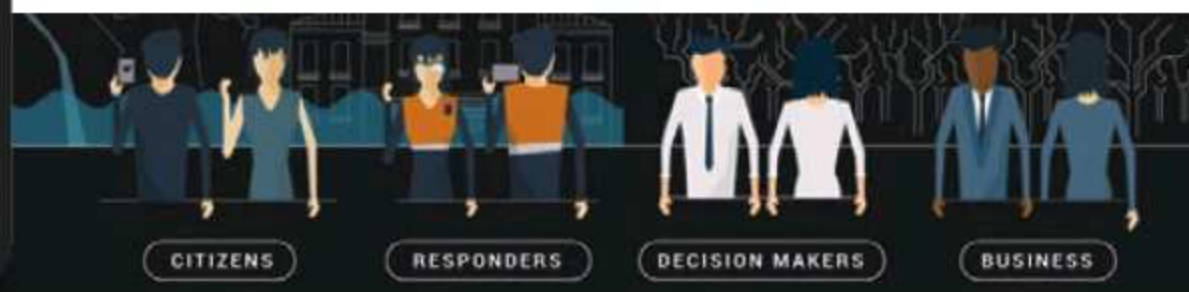 CITIZENS
RESPONDERS
DECISION MAKERS
BUSINESS